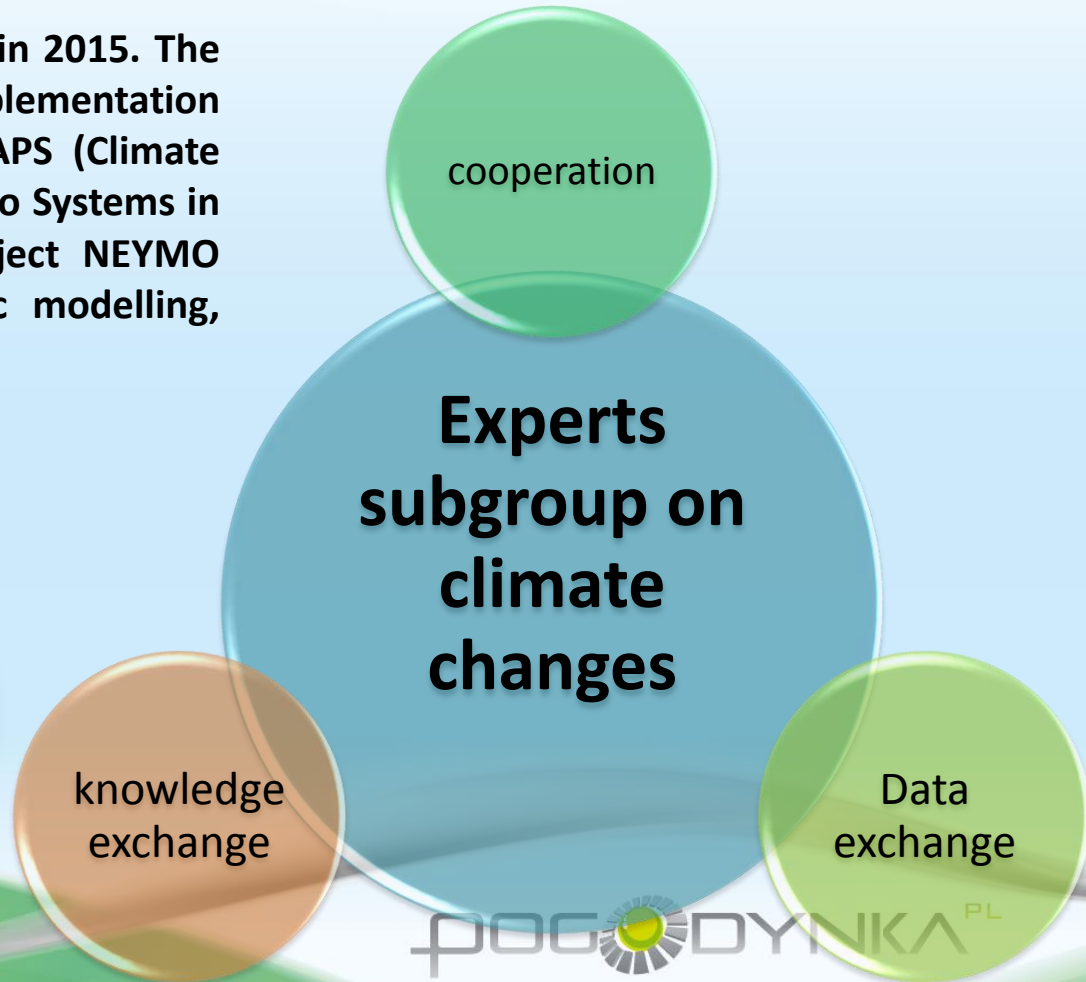 in 2015. The
plementation
APS (Climate
o Systems in
ject NEYMO
c modelling,
cooperation
Experts
subgroup on
climate
changes
knowledge
exchange
Data
exchange
POGODYNKA PL